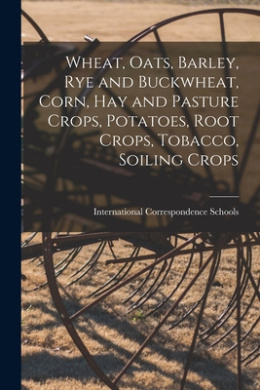 Wheat, Oats, Barley,
Rye and Buckwheat,
Corn, Hay and Pasture
Crops, Potatoes, Root
Crops, Tobacco,
Soiling Crops
International Correspondence Schools